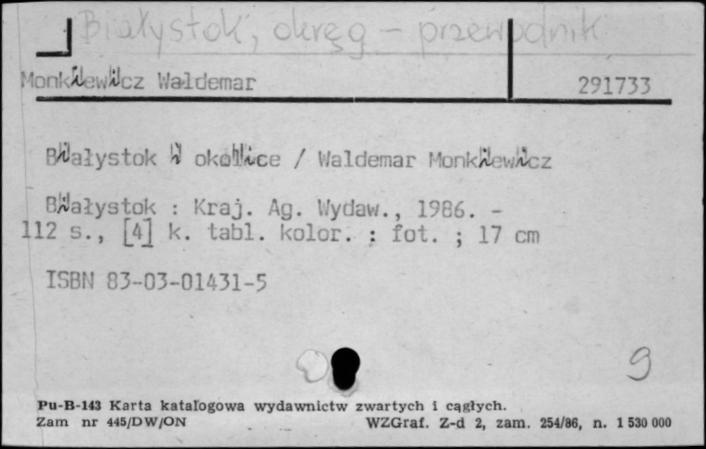 Białystok, okręg - przewodnik
Monkiewicz Waldemar 291733
Białystok i okolice / Waldemar Monkiewicz
Białystok : Kraj. Ag. Wydaw., 1986. -
112 s., [4] k. tabl. kolor. : fot. ; 17 cm
ISBN 83-03-01431-5
9
Pu-B-143 Karta katalogowa wydawnictw zwartych i ciągłych.
Zam nr 445/DW/ON WZGraf. Z-d 2, zam. 254/86, n. 1 530 000